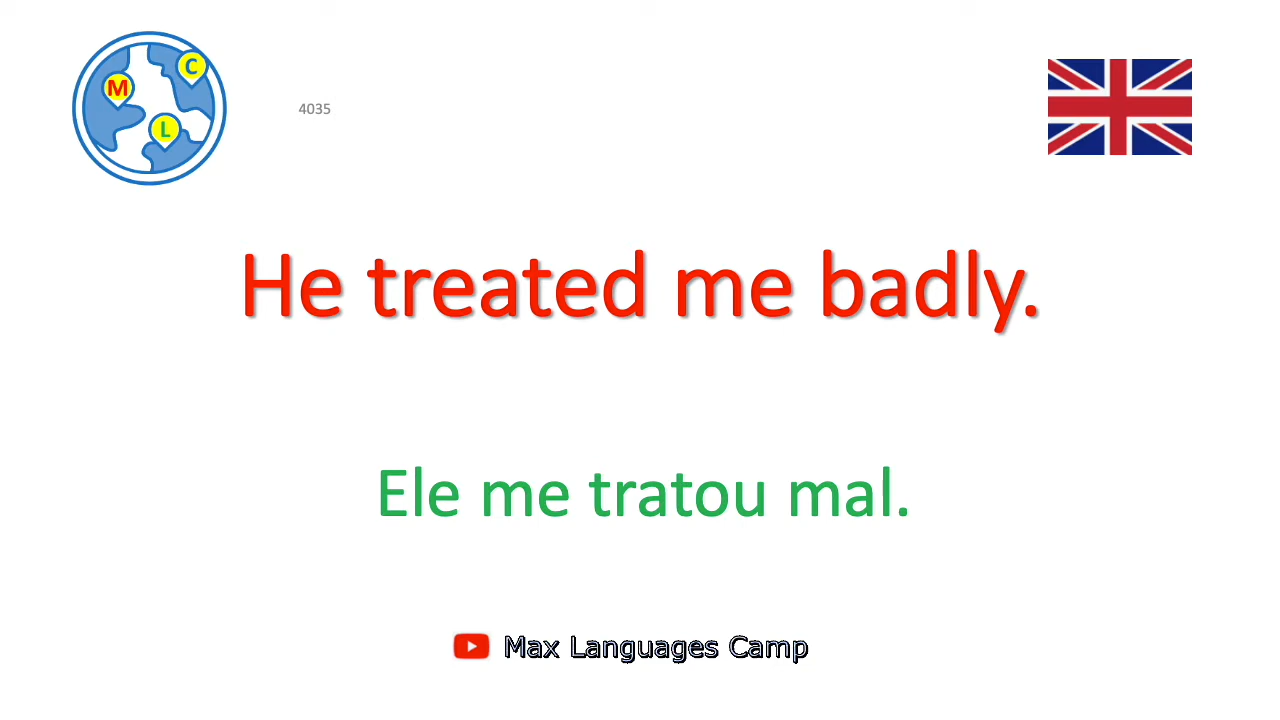 M
C
L
4035
He treated me badly.
Ele me tratou mal.
Max Languages Camp